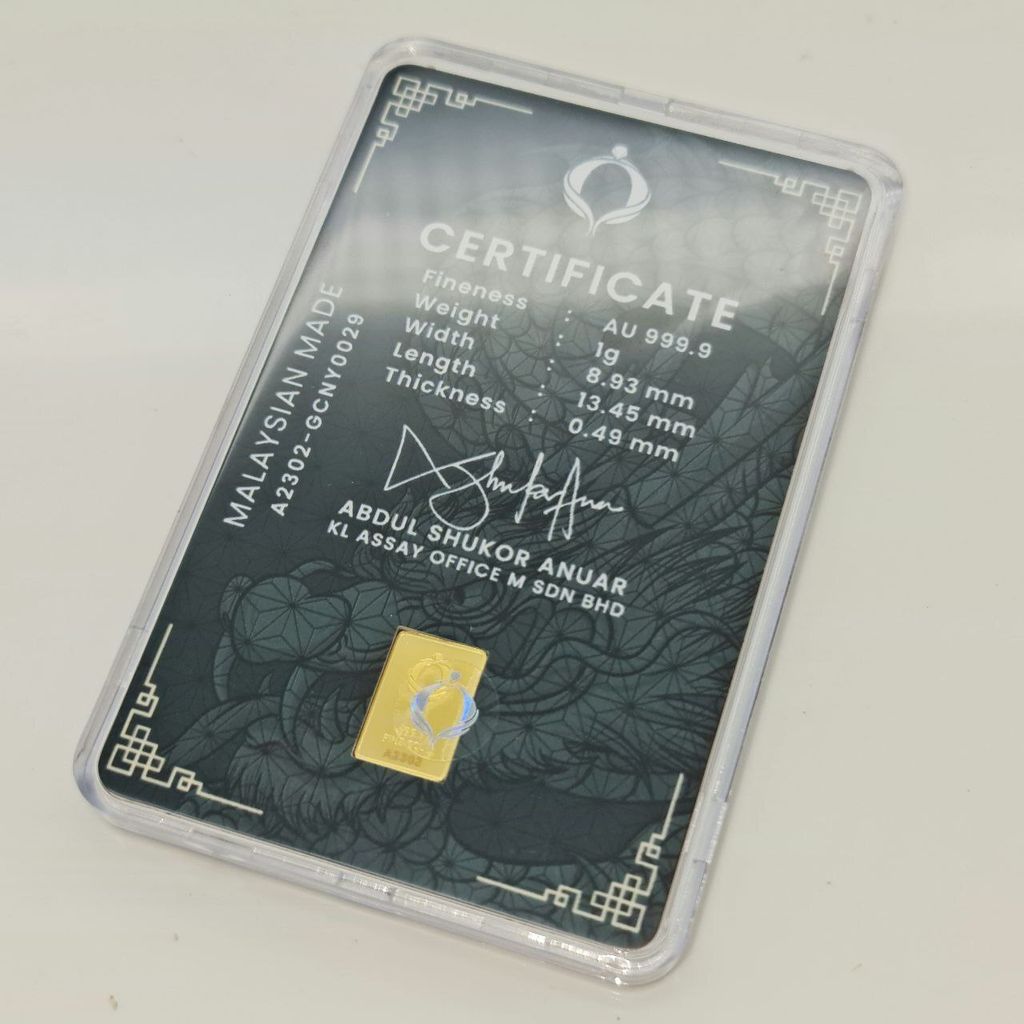 CERTIFICATE
Fineness : AU 999.9
Weight : 1g
Width : 8.93 mm
Length : 13.45 mm
Thickness : 0.49 mm
ABDUL SHUKOR ANUAR
KL ASSAY OFFICE M SDN BHD
MALAYSIAN MADE
A2302-GCNY0029
A2302